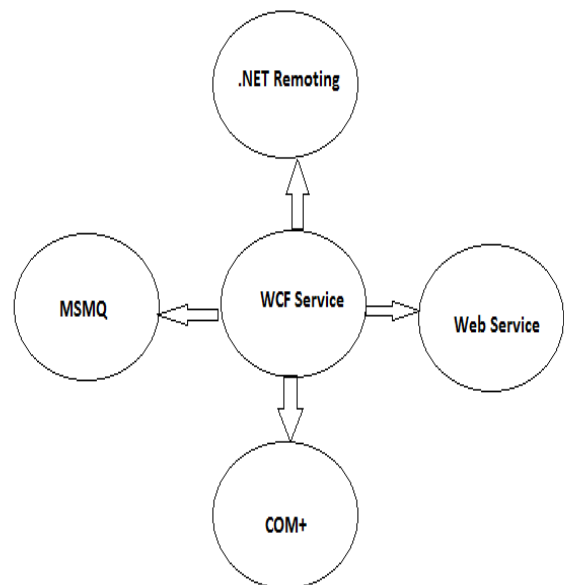 .NET Remoting
MSMQ
WCF Service
Web Service
COM+